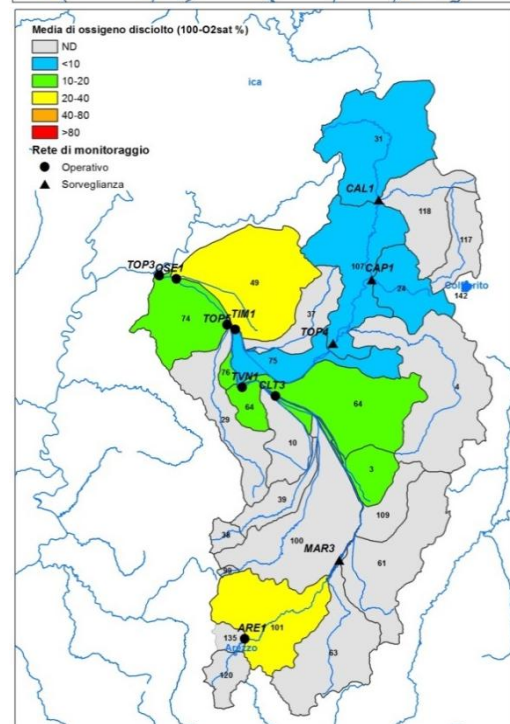 Media di ossigeno disciolto (100-O2sat %)
ND
<10
10-20
20-40
40-80
>80
Rete di monitoraggio
Operativo
Sorveglianza
ica
31
CAL1
118
117
107
CAP1
24
142
TOP3
OSE1
49
37
74
TIM1
TOP4
75
76
TVN1
CLT3
64
64
4
29
10
3
39
109
38
100
99
MAR3
61
101
ARE1
135
Arezzo
63
120